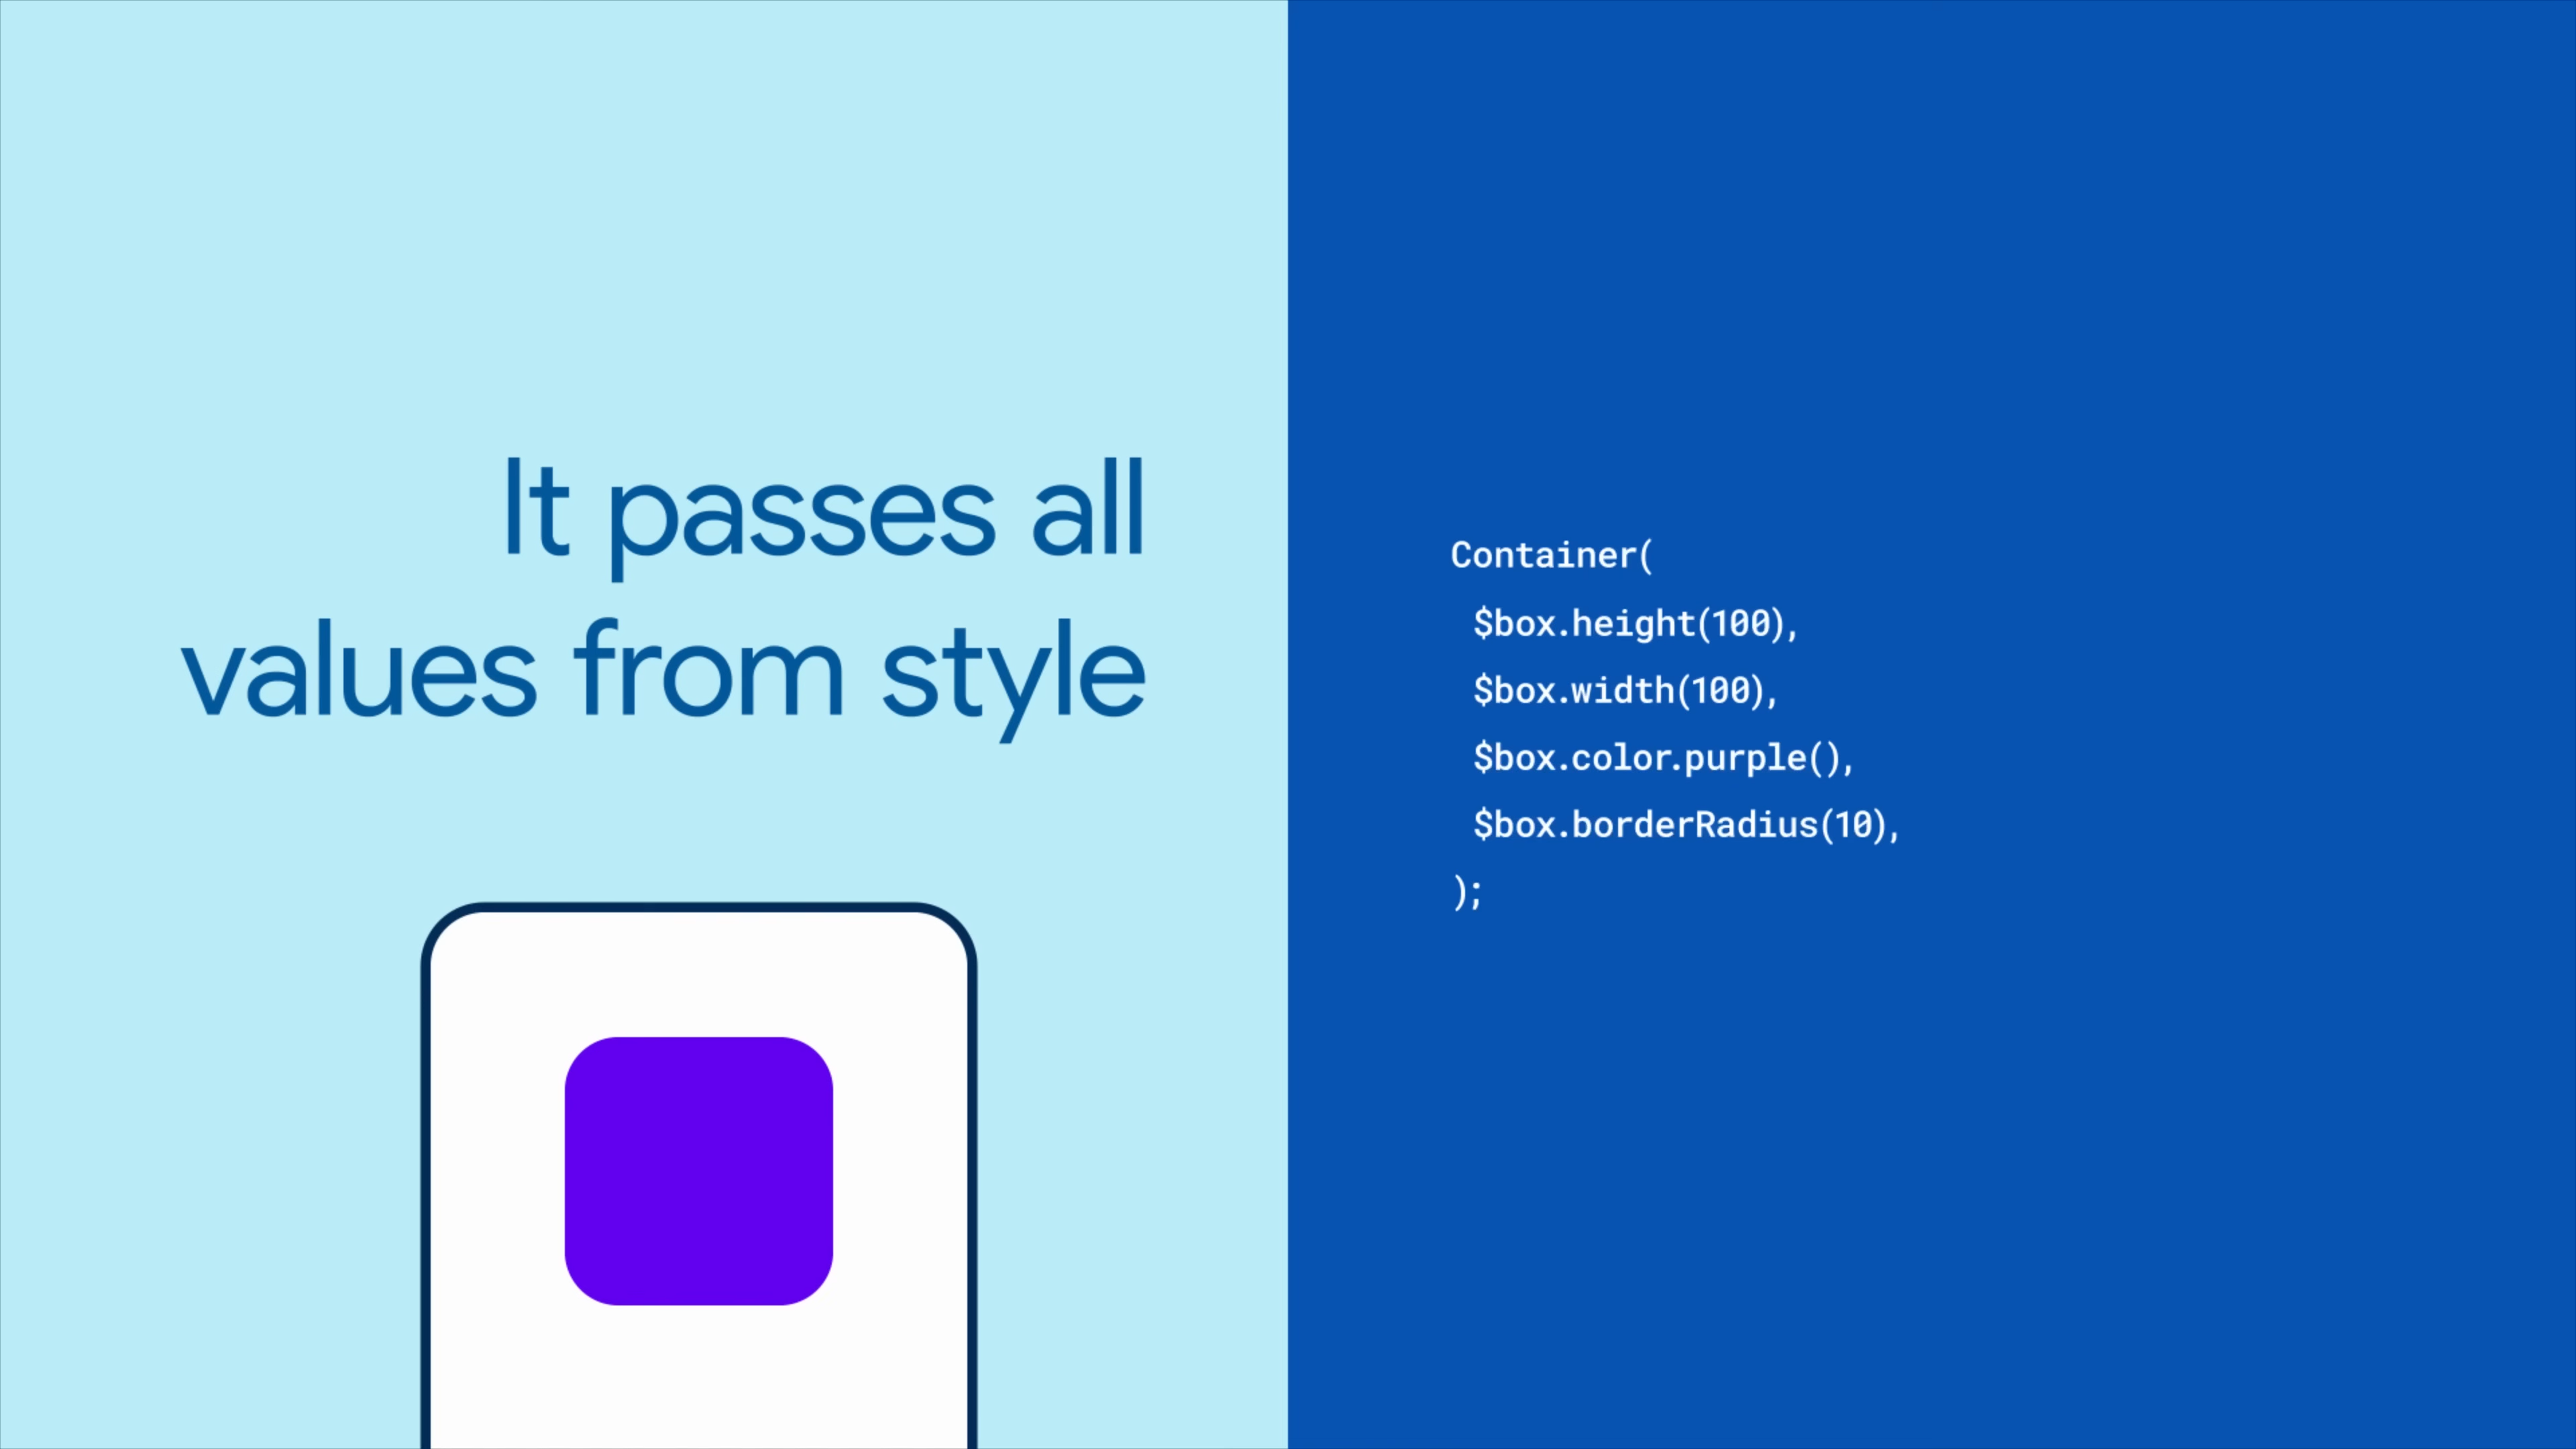 It passes all
values from style
Container(
$box.height(100),
$box.width(100),
$box.color.purple(),
$box.borderRadius(10),
);